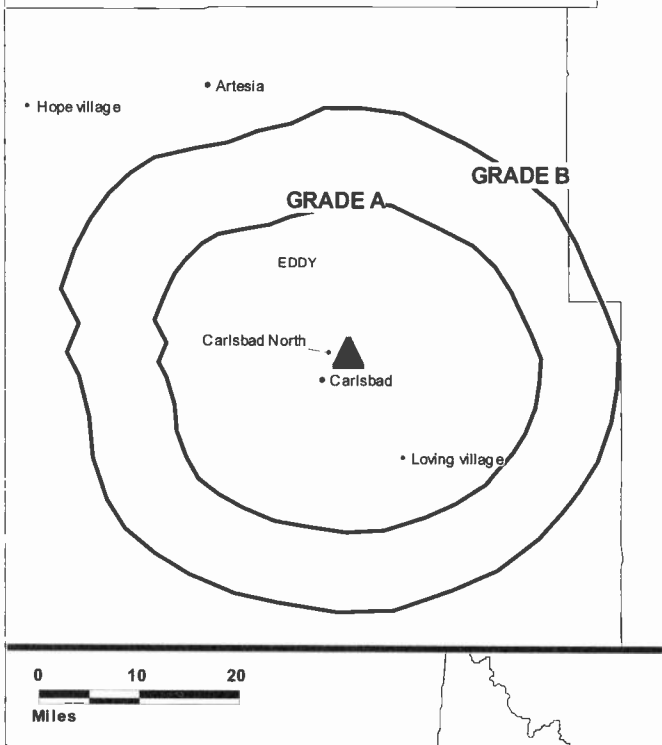 Artesia
Hope village
GRADE B
GRADE A
EDDY
Carlsbad North
Carlsbad
Loving village
0 10 20
Miles